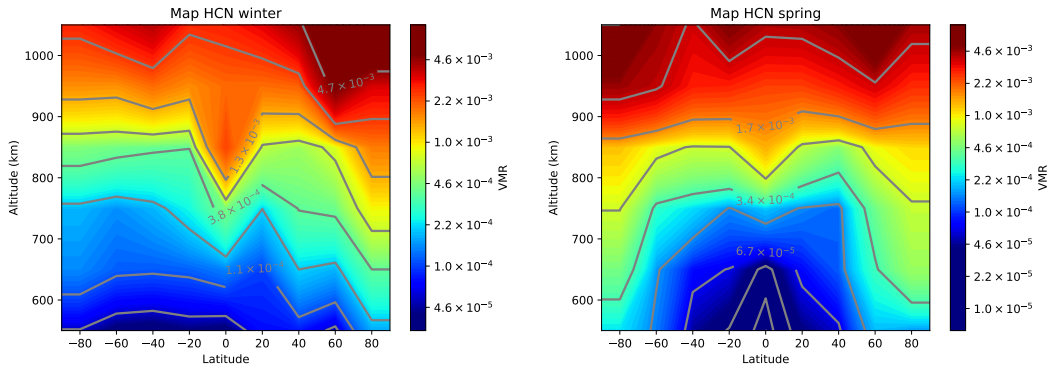 Map HCN winter
1000
900
800
700
600
Altitude (km)
−80
−60
−40
−20
0
20
40
60
80
Latitude
4.7 × 10⁻³
1.3 × 10⁻³
3.8 × 10⁻⁴
4.6 × 10⁻³
2.2 × 10⁻³
1.0 × 10⁻³
4.6 × 10⁻⁴
2.2 × 10⁻⁴
1.0 × 10⁻⁴
4.6 × 10⁻⁵
VMR
Map HCN spring
1000
900
800
700
600
Altitude (km)
−80
−60
−40
−20
0
20
40
60
80
Latitude
1.7 × 10⁻³
3.4 × 10⁻⁴
6.7 × 10⁻⁵
4.6 × 10⁻³
2.2 × 10⁻³
1.0 × 10⁻³
4.6 × 10⁻⁴
2.2 × 10⁻⁴
1.0 × 10⁻⁴
4.6 × 10⁻⁵
2.2 × 10⁻⁵
1.0 × 10⁻⁵
VMR